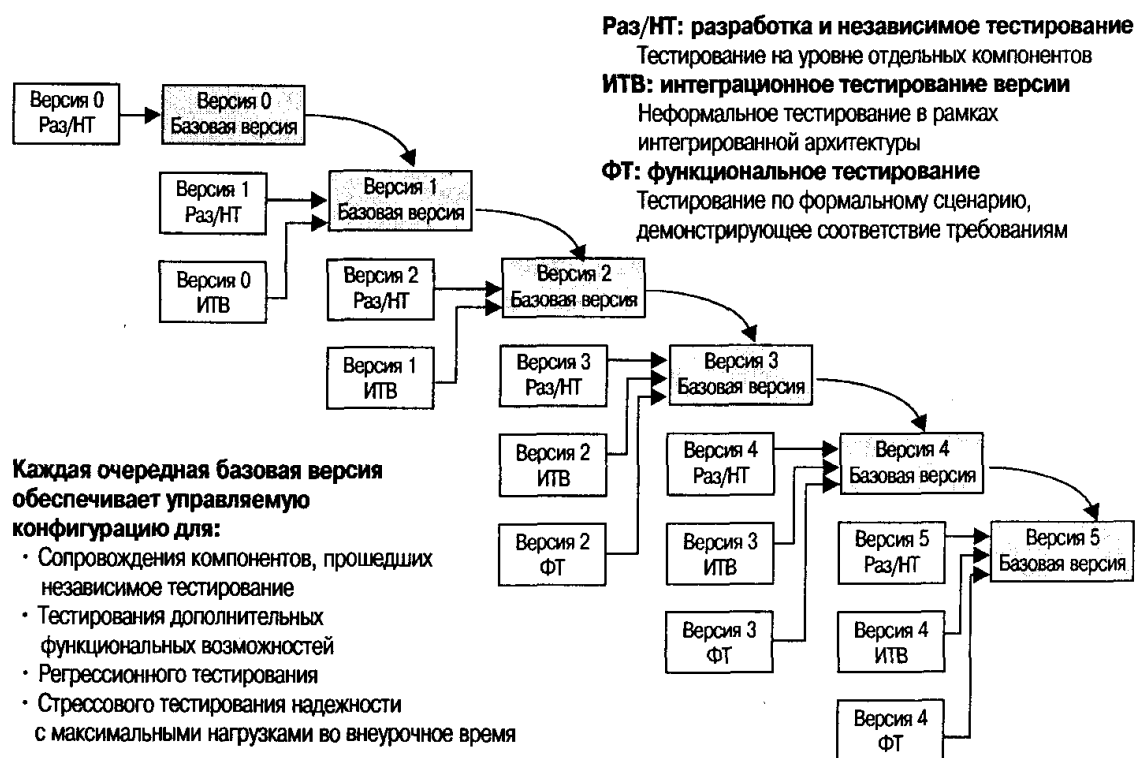 Раз/НТ: разработка и независимое тестирование
Тестирование на уровне отдельных компонентов
ИТВ: интеграционное тестирование версии
Неформальное тестирование в рамках
интегрированной архитектуры
ФТ: функциональное тестирование
Тестирование по формальному сценарию,
демонстрирующее соответствие требованиям
Версия 0
Раз/НТ
Версия 0
Базовая версия
Версия 1
Раз/НТ
Версия 1
Базовая версия
Версия 0
ИТВ
Версия 2
Раз/НТ
Версия 2
Базовая версия
Версия 1
ИТВ
Версия 3
Раз/НТ
Версия 3
Базовая версия
Версия 2
ИТВ
Версия 2
ФТ
Версия 4
Раз/НТ
Версия 4
Базовая версия
Версия 3
ИТВ
Версия 3
ФТ
Версия 5
Раз/НТ
Версия 5
Базовая версия
Версия 4
ИТВ
Версия 4
ФТ
Каждая очередная базовая версия
обеспечивает управляемую
конфигурацию для:
· Сопровождения компонентов, прошедших
независимое тестирование
· Тестирования дополнительных
функциональных возможностей
· Регрессионного тестирования
· Стрессового тестирования надежности
с максимальными нагрузками во внеурочное время